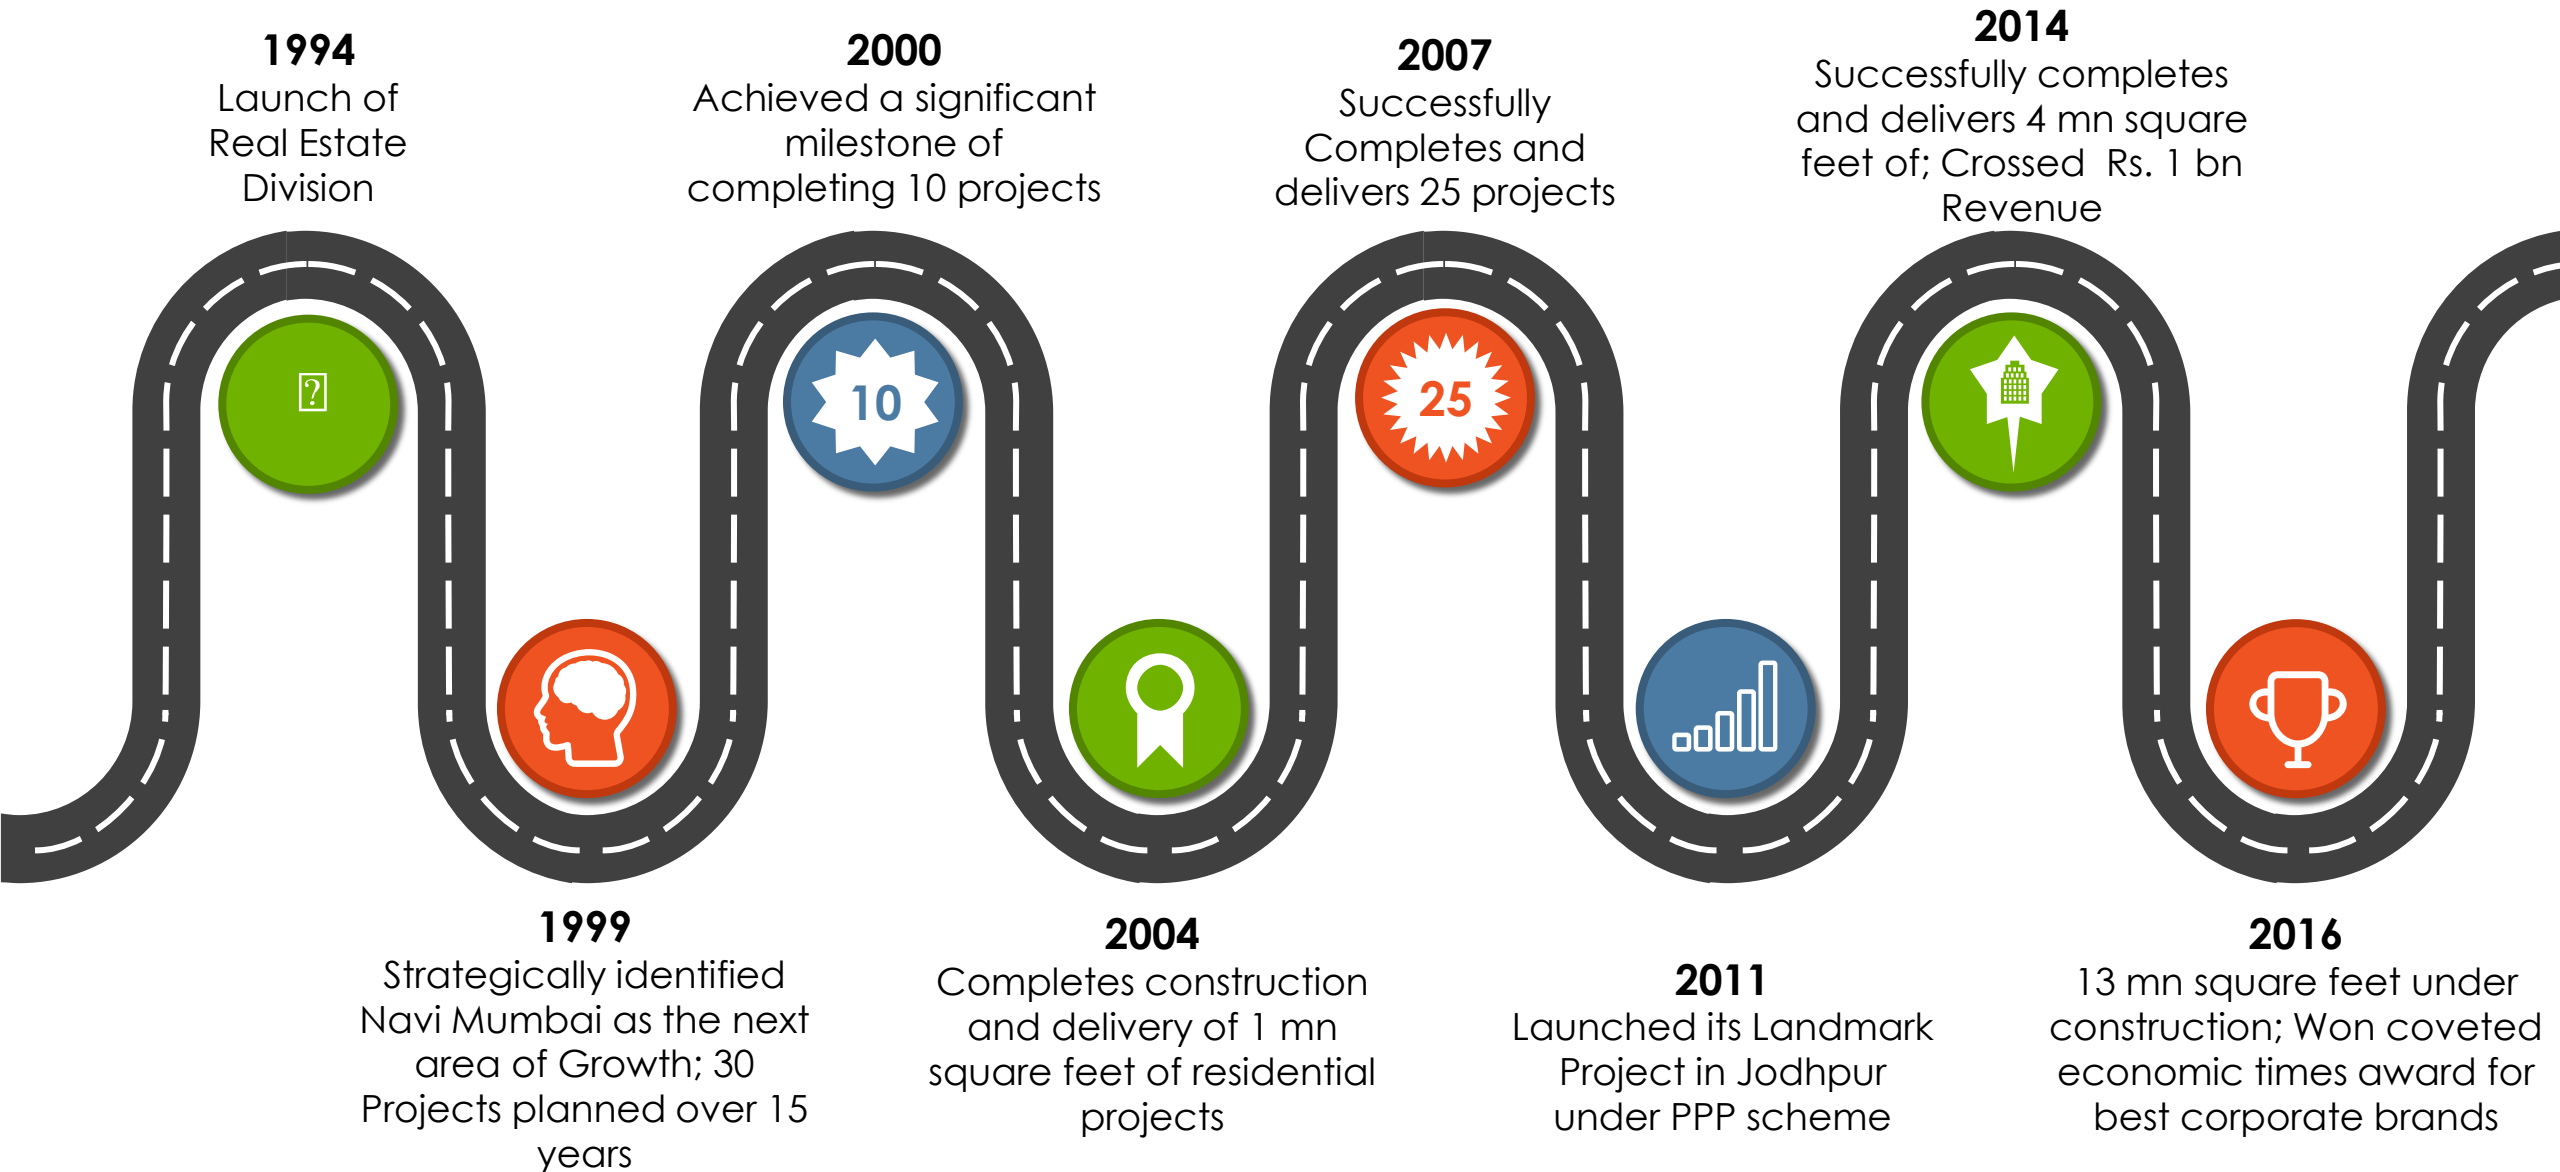 1994
Launch of
Real Estate
Division
2000
Achieved a significant
milestone of
completing 10 projects
2007
Successfully
Completes and
delivers 25 projects
2014
Successfully completes
and delivers 4 mn square
feet of; Crossed  Rs. 1 bn
Revenue
?
10
25
1999
Strategically identified
Navi Mumbai as the next
area of Growth; 30
Projects planned over 15
years
2004
Completes construction
and delivery of 1 mn
square feet of residential
projects
2011
Launched its Landmark
Project in Jodhpur
under PPP scheme
2016
13 mn square feet under
construction; Won coveted
economic times award for
best corporate brands